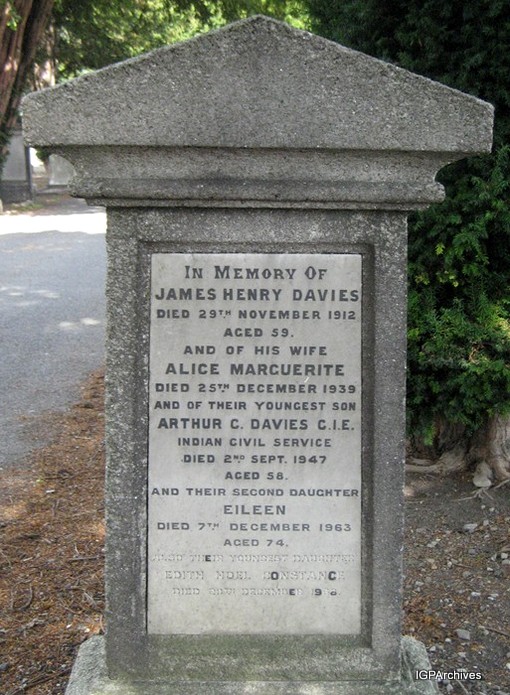 In Memory Of
JAMES HENRY DAVIES
DIED 29TH NOVEMBER 1912
AGED 59.
AND OF HIS WIFE
ALICE MARGUERITE
DIED 25TH DECEMBER 1939
AND OF THEIR YOUNGEST SON
ARTHUR C. DAVIES C.I.E.
INDIAN CIVIL SERVICE
DIED 2ND SEPT. 1947
AGED 58.
AND THEIR SECOND DAUGHTER
EILEEN
DIED 7TH DECEMBER 1963
AGED 74.
ALSO THEIR YOUNGEST DAUGHTER
EDITH NOEL CONSTANCE
DIED DECEMBER
IGPArchives